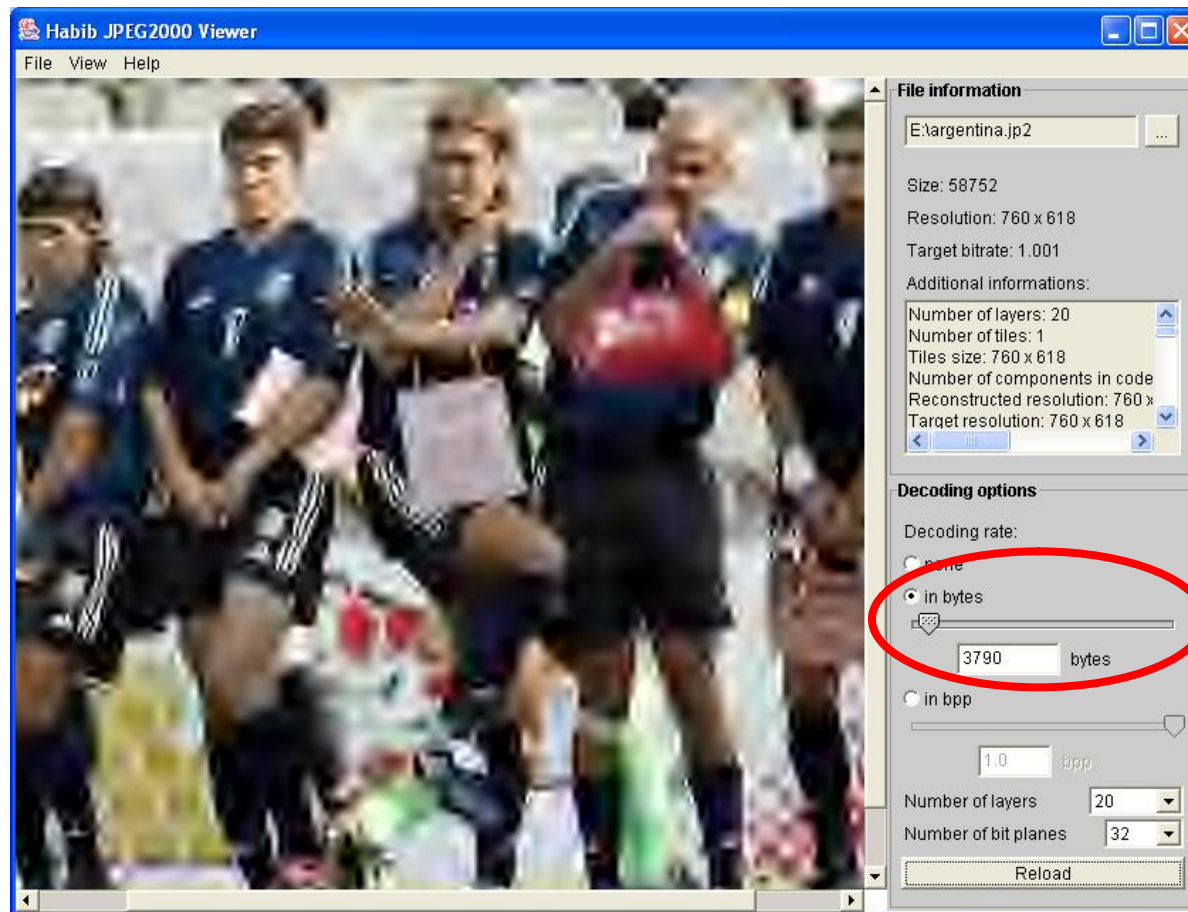 Habib JPEG2000 Viewer
File View Help
File information
E:\argentina.jp2
...
Size: 58752
Resolution: 760 x 618
Target bitrate: 1.001
Additional informations:
Number of layers: 20
Number of tiles: 1
Tiles size: 760 x 618
Number of components in code
Reconstructed resolution: 760 x
Target resolution: 760 x 618
Decoding options
Decoding rate:
none
in bytes
3790 bytes
in bpp
1.0 bpp
Number of layers 20
Number of bit planes 32
Reload